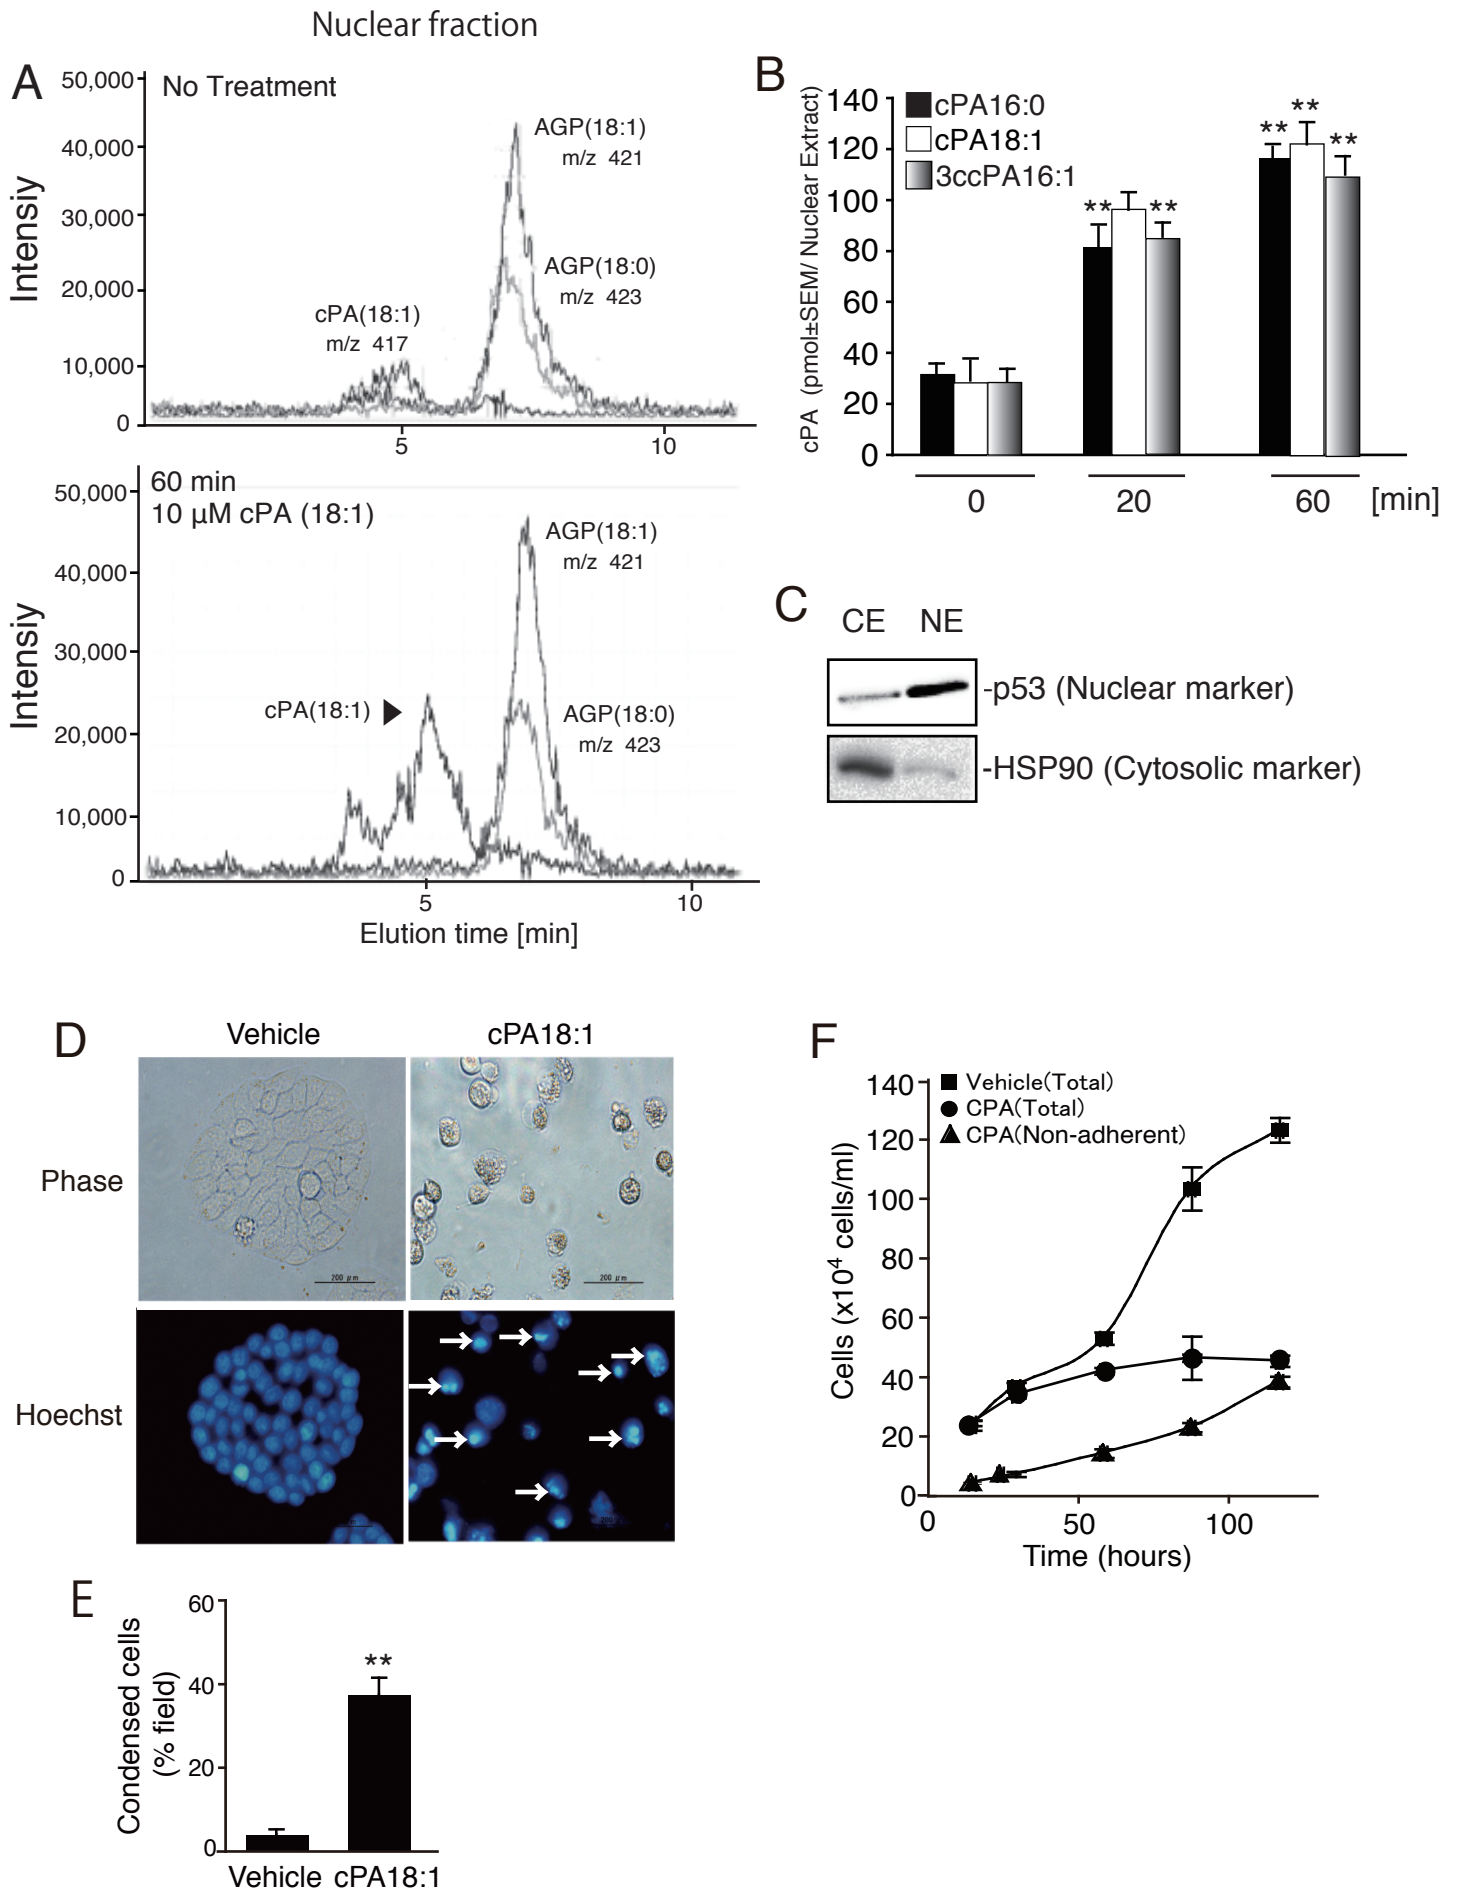 Nuclear fraction
A
50,000
No Treatment
40,000
30,000
20,000
10,000
0
Intensiy
AGP(18:1)
m/z 421
AGP(18:0)
m/z 423
cPA(18:1)
m/z 417
5
10
60 min
10 µM cPA (18:1)
50,000
40,000
30,000
20,000
10,000
0
Intensiy
AGP(18:1)
m/z 421
cPA(18:1)
AGP(18:0)
m/z 423
5
10
Elution time [min]
B
cPA (pmol±SEM/ Nuclear Extract)
140
120
100
80
60
40
20
0
cPA16:0
cPA18:1
3ccPA16:1
** **
** ** **
0
20
60
[min]
C
CE NE
-p53 (Nuclear marker)
-HSP90 (Cytosolic marker)
D
Vehicle
cPA18:1
Phase
200 µm
200 µm
Hoechst
E
Condensed cells
(% field)
60
40
20
0
**
Vehicle cPA18:1
F
Cells (x10⁴ cells/ml)
140
120
100
80
60
40
20
0
Vehicle(Total)
CPA(Total)
CPA(Non-adherent)
0
50
100
Time (hours)